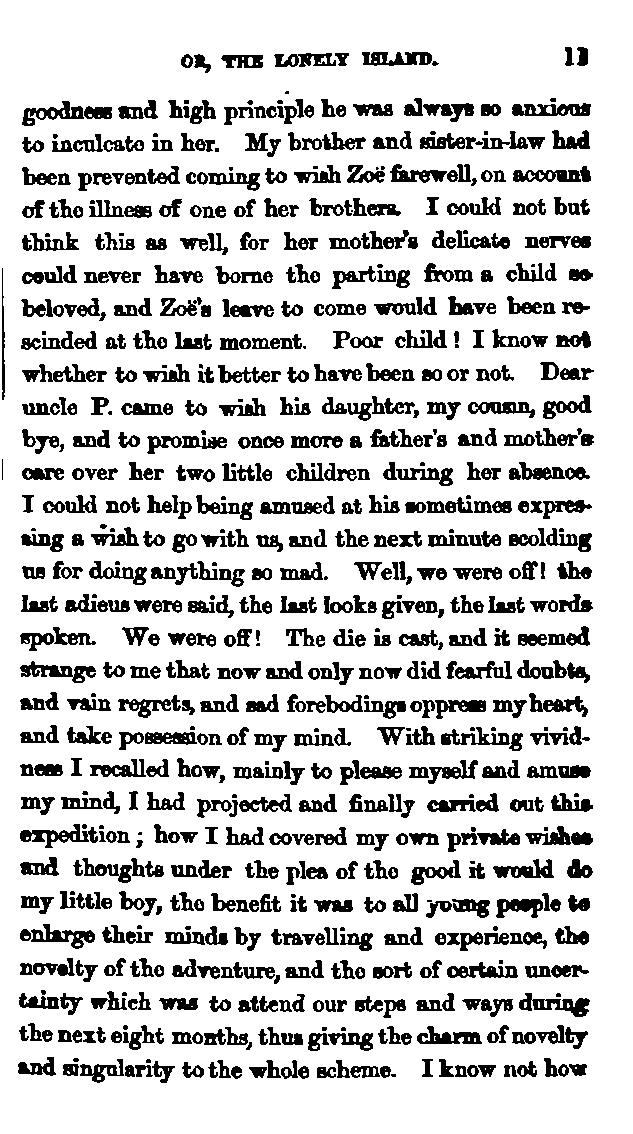 OR, THE LONELY ISLAND. 11
goodness and high principle he was always so anxious
to inculcate in her. My brother and sister-in-law had
been prevented coming to wish Zoë farewell, on account
of the illness of one of her brothers. I could not but
think this as well, for her mother's delicate nerves
could never have borne the parting from a child so
beloved, and Zoë's leave to come would have been re-
scinded at the last moment. Poor child! I know not
whether to wish it better to have been so or not. Dear
uncle P. came to wish his daughter, my cousin, good
bye, and to promise once more a father's and mother's
care over her two little children during her absence.
I could not help being amused at his sometimes expres-
sing a wish to go with us, and the next minute scolding
us for doing anything so mad. Well, we were off! the
last adieus were said, the last looks given, the last words
spoken. We were off! The die is cast, and it seemed
strange to me that now and only now did fearful doubts,
and vain regrets, and sad forebodings oppress my heart,
and take possession of my mind. With striking vivid-
ness I recalled how, mainly to please myself and amuse
my mind, I had projected and finally carried out this
expedition; how I had covered my own private wishes
and thoughts under the plea of the good it would do
my little boy, the benefit it was to all young people to
enlarge their minds by travelling and experience, the
novelty of the adventure, and the sort of certain uncer-
tainty which was to attend our steps and ways during
the next eight months, thus giving the charm of novelty
and singularity to the whole scheme. I know not how